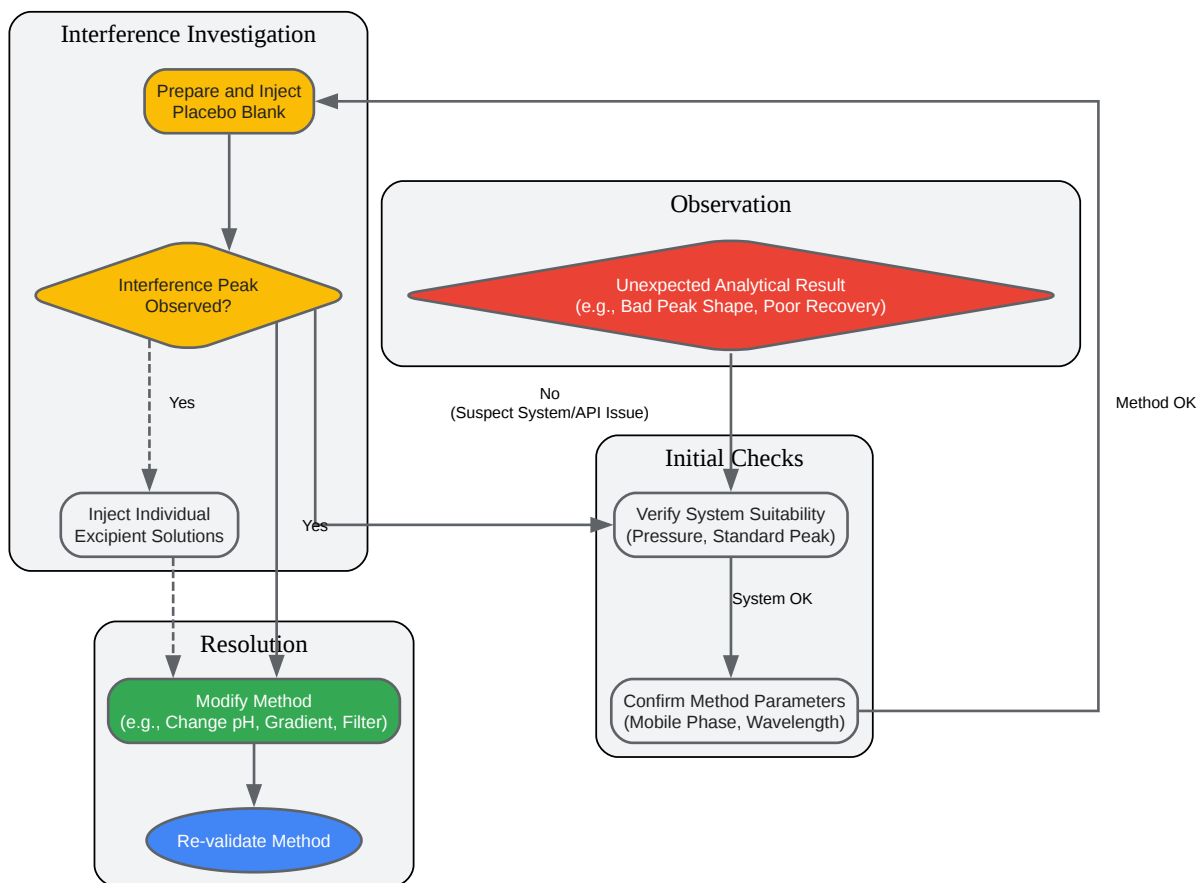 Interference Investigation
Prepare and Inject
Placebo Blank
Observation
Unexpected Analytical Result
(e.g., Bad Peak Shape, Poor Recovery)
Interference Peak
Observed?
Yes
No
(Suspect System/API Issue)
Method OK
Initial Checks
Inject Individual
Excipient Solutions
Yes
Verify System Suitability
(Pressure, Standard Peak)
System OK
Resolution
Modify Method
(e.g., Change pH, Gradient, Filter)
Confirm Method Parameters
(Mobile Phase, Wavelength)
Re-validate Method